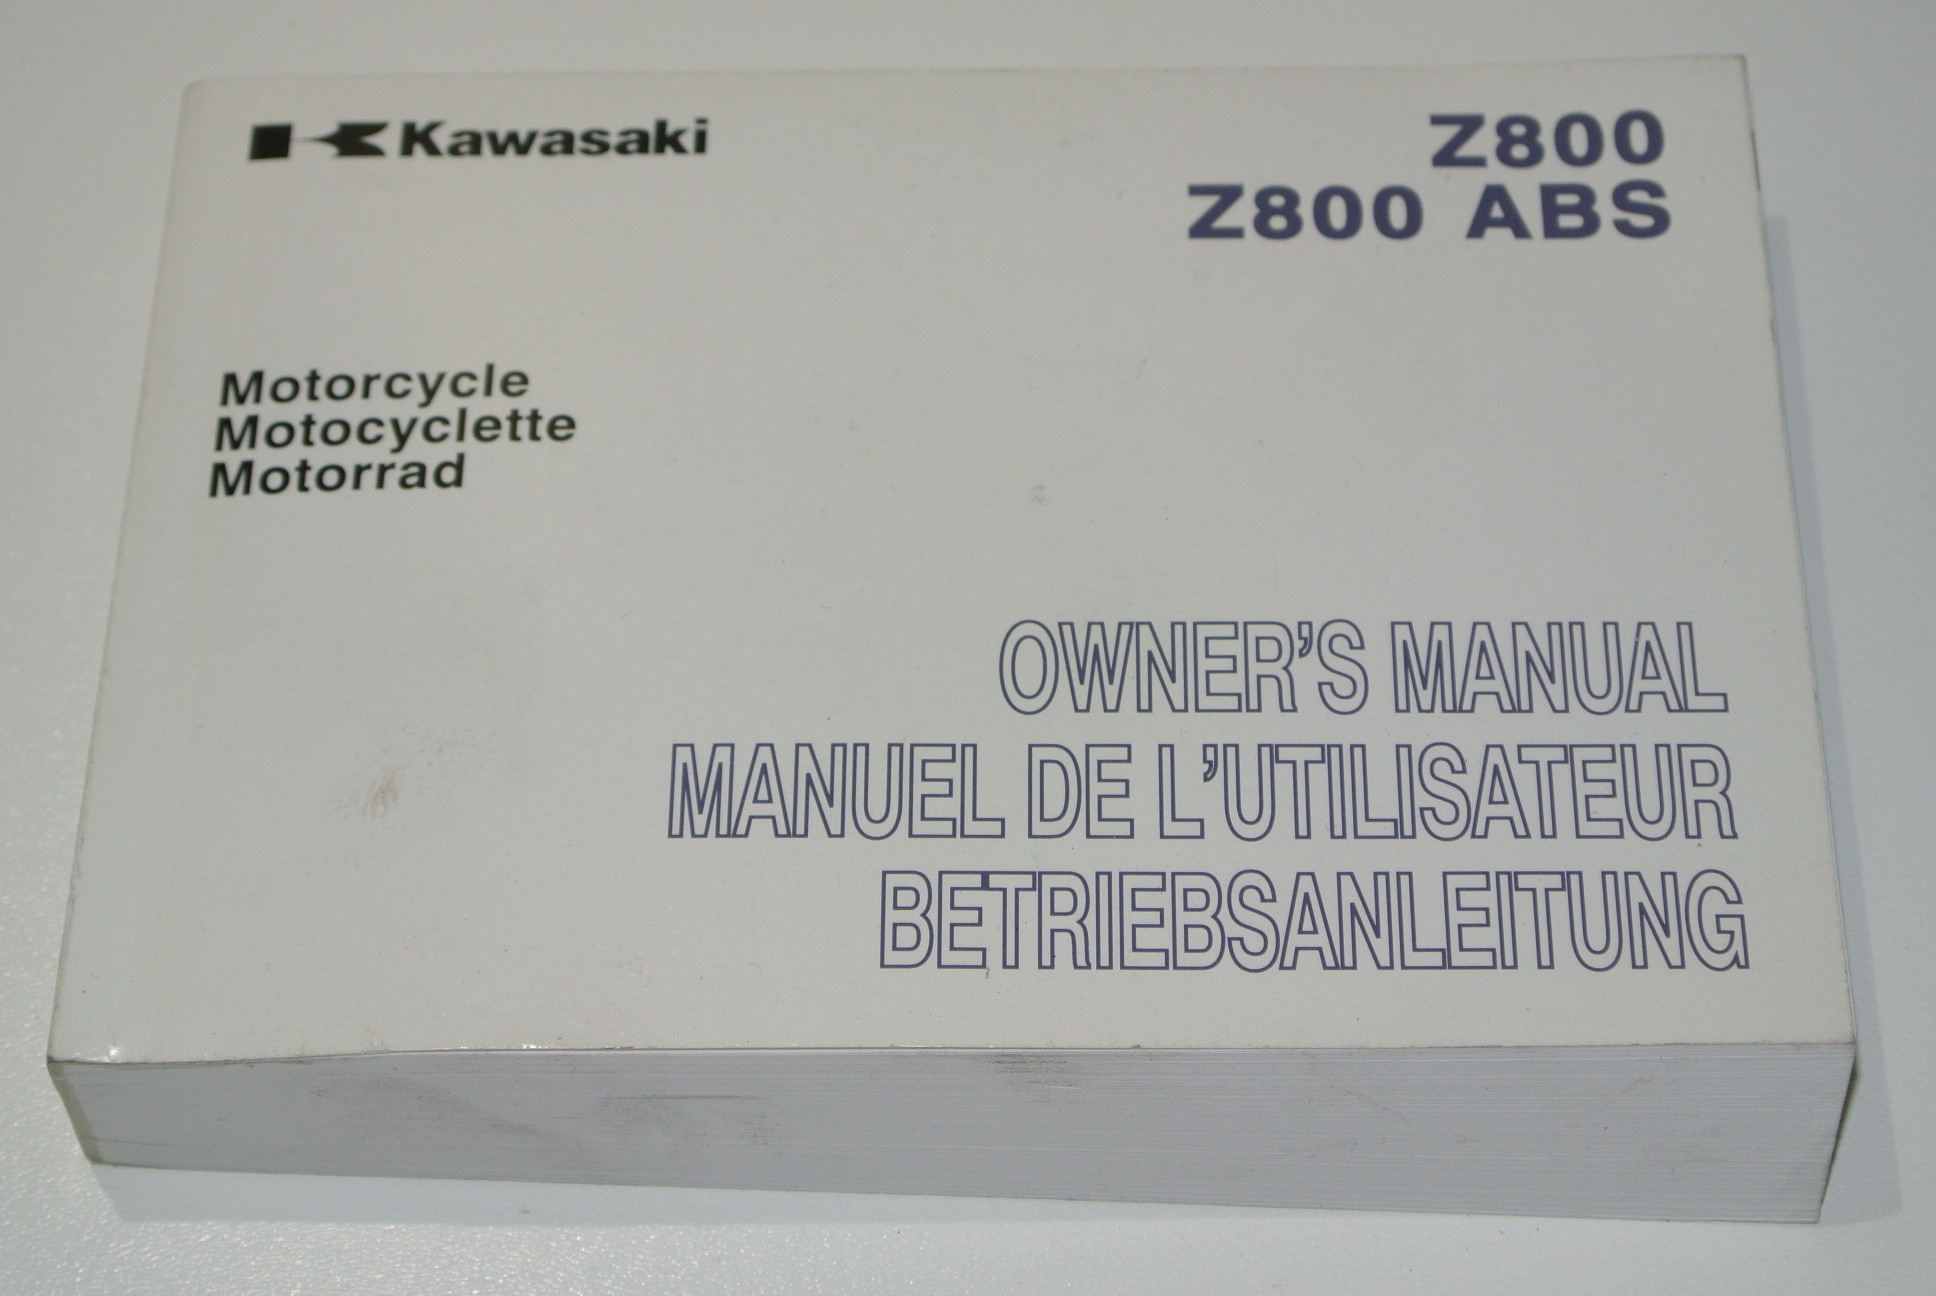 Kawasaki
Z800
Z800 ABS
Motorcycle
Motocyclette
Motorrad
OWNER'S MANUAL
MANUEL DE L'UTILISATEUR
BETRIEBSANLEITUNG